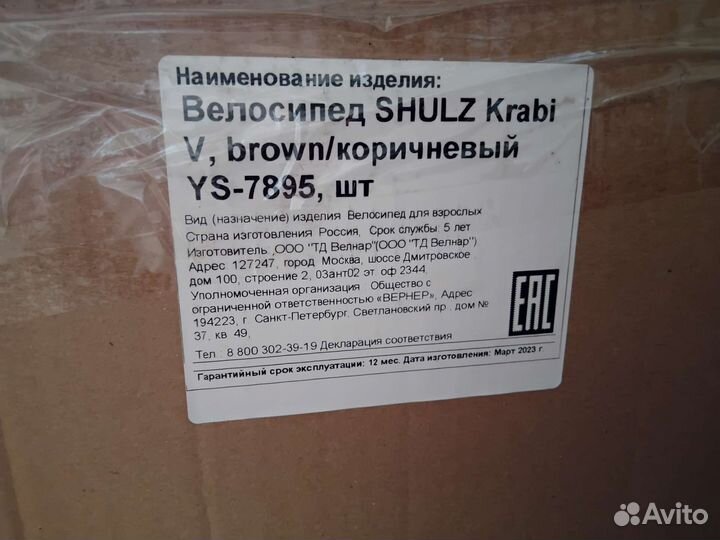 Наименование изделия:
Велосипед SHULZ Krabi
V, brown/коричневый
YS-7895, шт
Вид (назначение) изделия Велосипед для взрослых
Страна изготовления Россия, Срок службы: 5 лет
Изготовитель ,ООО "ТД Велнар"(ООО "ТД Велнар")
Адрес: 127247, город Москва, шоссе Дмитровское ,
дом 100, строение 2, 03ант02 эт. оф 2344,
Уполномоченная организация : Общество с
ограниченной ответственностью «ВЕРНЕР», Адрес
194223, г. Санкт-Петербург. Светлановский пр . дом №
37, кв 49,
EAC
Тел : 8 800 302-39-19 Декларация соответствия
Гарантийный срок эксплуатации: 12 мес. Дата изготовления: Март 2023 г.
Avito